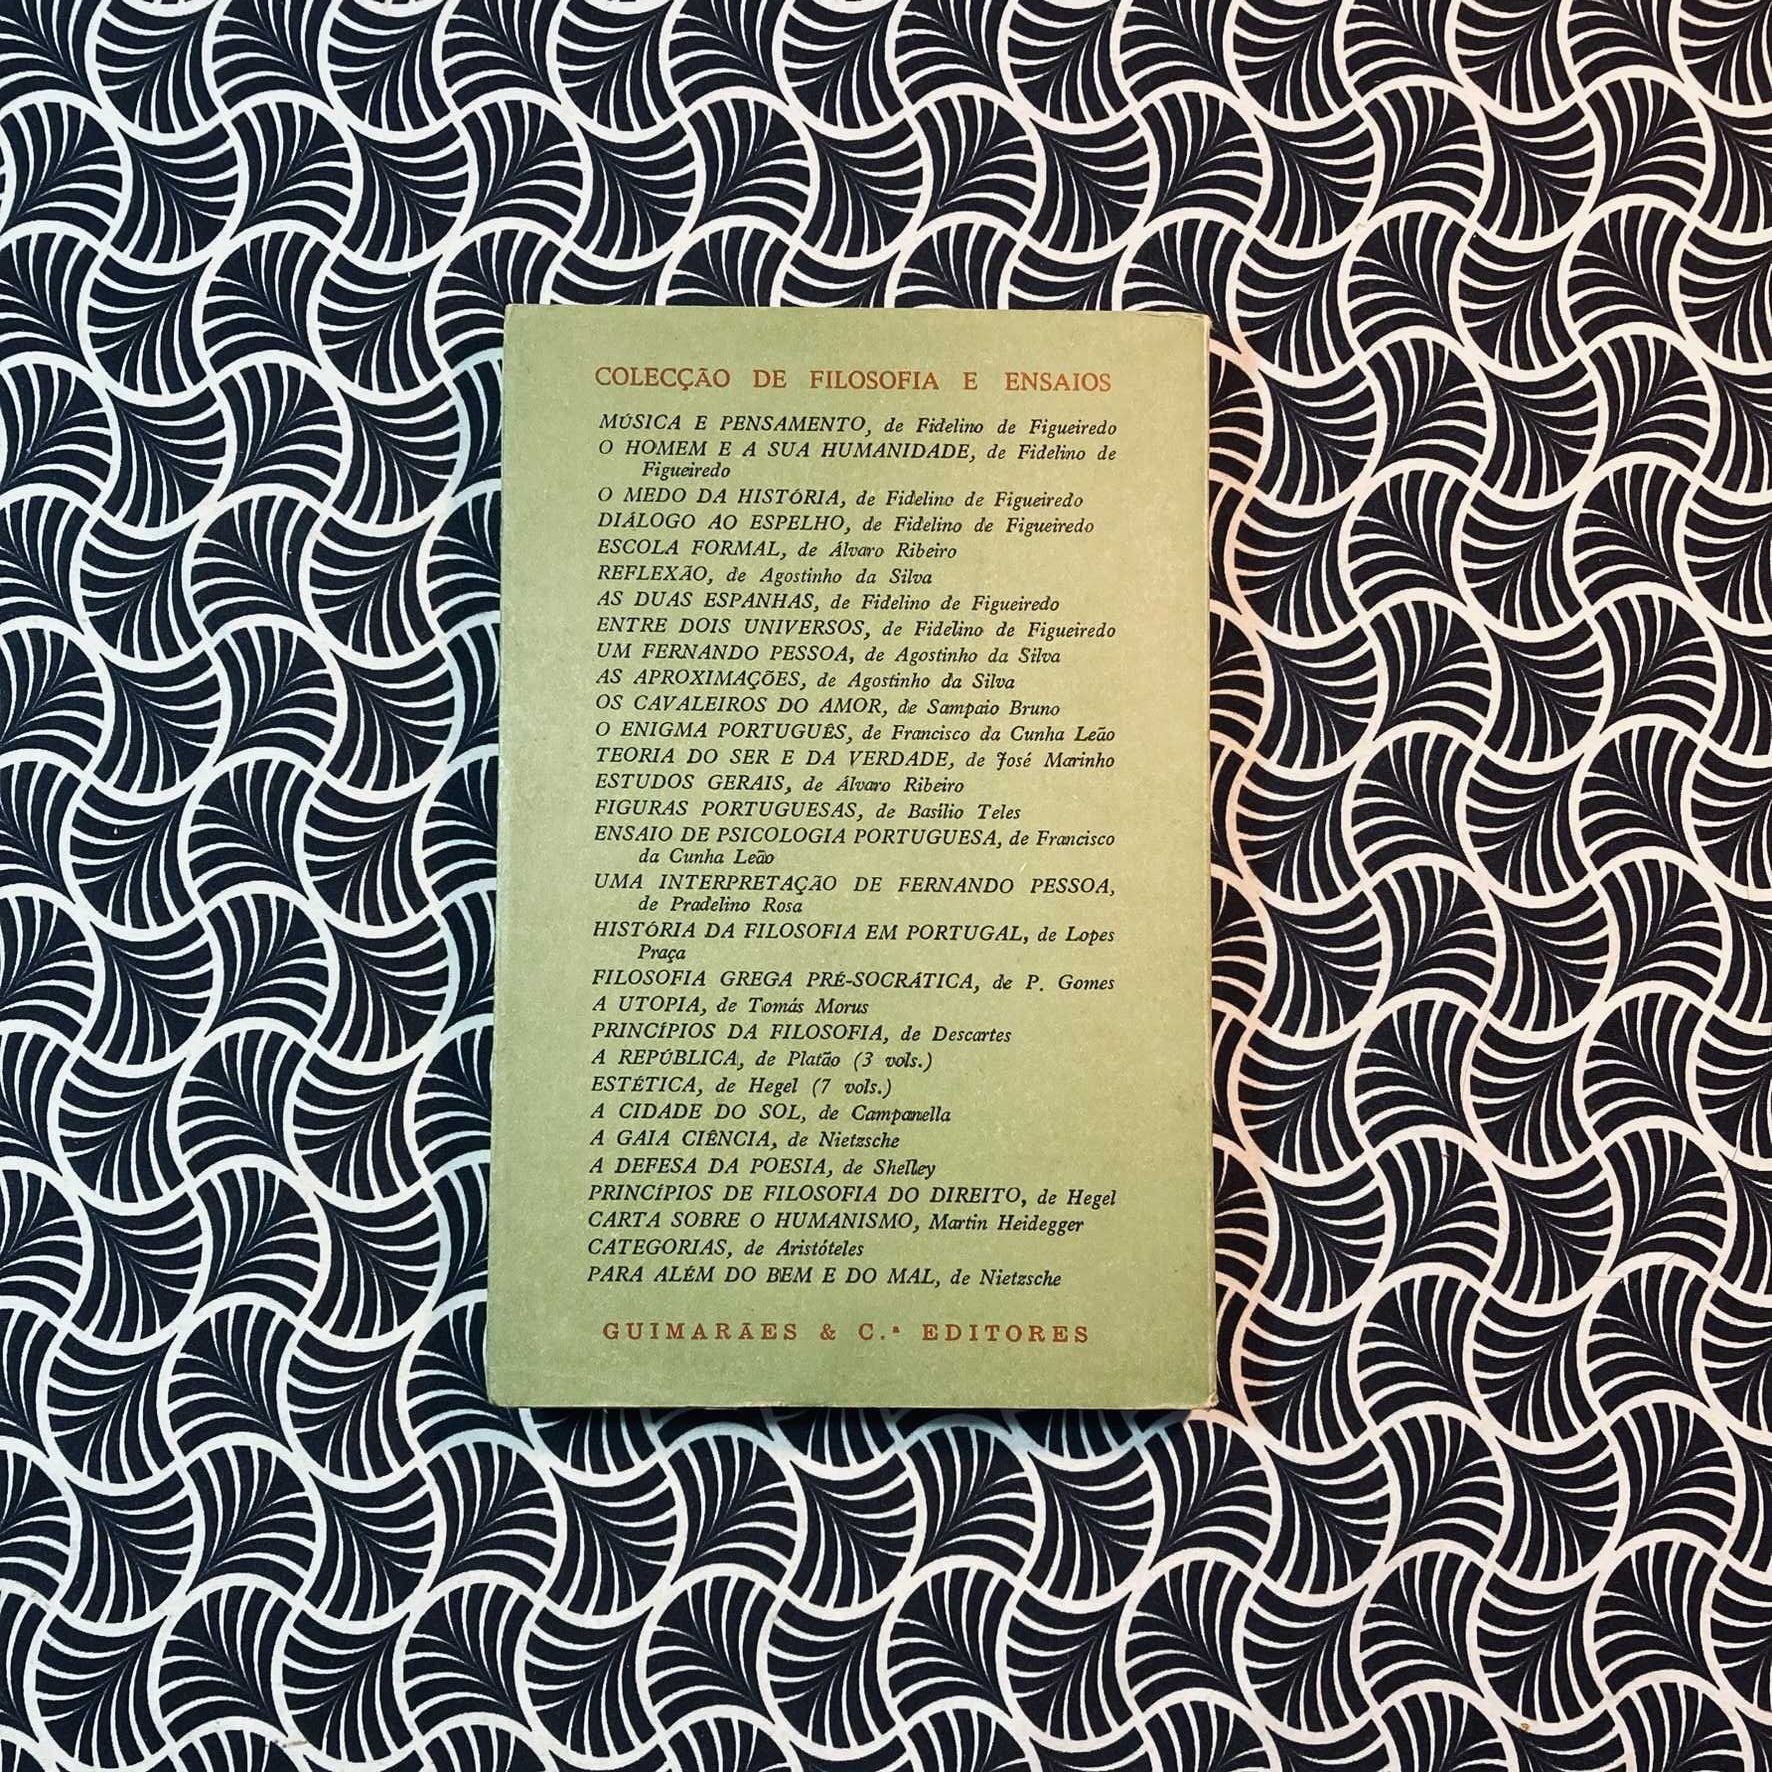 COLECÇÃO DE FILOSOFIA E ENSAIOS
MÚSICA E PENSAMENTO, de Fidelino de Figueiredo
O HOMEM E A SUA HUMANIDADE, de Fidelino de
Figueiredo
O MEDO DA HISTÓRIA, de Fidelino de Figueiredo
DIÁLOGO AO ESPELHO, de Fidelino de Figueiredo
ESCOLA FORMAL, de Álvaro Ribeiro
REFLEXÃO, de Agostinho da Silva
AS DUAS ESPANHAS, de Fidelino de Figueiredo
ENTRE DOIS UNIVERSOS, de Fidelino de Figueiredo
UM FERNANDO PESSOA, de Agostinho da Silva
AS APROXIMAÇÕES, de Agostinho da Silva
OS CAVALEIROS DO AMOR, de Sampaio Bruno
O ENIGMA PORTUGUÊS, de Francisco da Cunha Leão
TEORIA DO SER E DA VERDADE, de José Marinho
ESTUDOS GERAIS, de Álvaro Ribeiro
FIGURAS PORTUGUESAS, de Basílio Teles
ENSAIO DE PSICOLOGIA PORTUGUESA, de Francisco
da Cunha Leão
UMA INTERPRETAÇÃO DE FERNANDO PESSOA,
de Pradelino Rosa
HISTÓRIA DA FILOSOFIA EM PORTUGAL, de Lopes
Praça
FILOSOFIA GREGA PRÉ-SOCRÁTICA, de P. Gomes
A UTOPIA, de Tomás Morus
PRINCÍPIOS DA FILOSOFIA, de Descartes
A REPÚBLICA, de Platão (3 vols.)
ESTÉTICA, de Hegel (7 vols.)
A CIDADE DO SOL, de Campanella
A GAIA CIÊNCIA, de Nietzsche
A DEFESA DA POESIA, de Shelley
PRINCÍPIOS DE FILOSOFIA DO DIREITO, de Hegel
CARTA SOBRE O HUMANISMO, Martin Heidegger
CATEGORIAS, de Aristóteles
PARA ALÉM DO BEM E DO MAL, de Nietzsche
GUIMARÃES & C.ª EDITORES